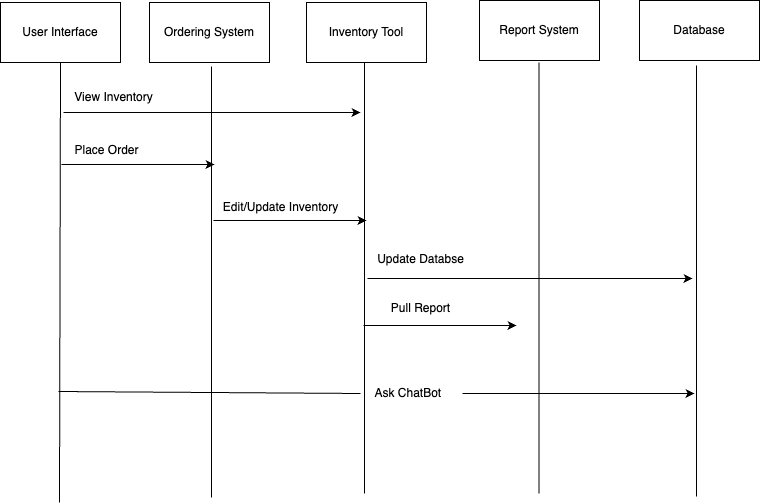 User Interface
Ordering System
Inventory Tool
Report System
Database
View Inventory
Place Order
Edit/Update Inventory
Update Databse
Pull Report
Ask ChatBot